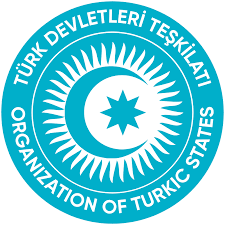 TÜRK DEVLETLERİ TEŞKİLATI
ORGANIZATION OF TURKIC STATES